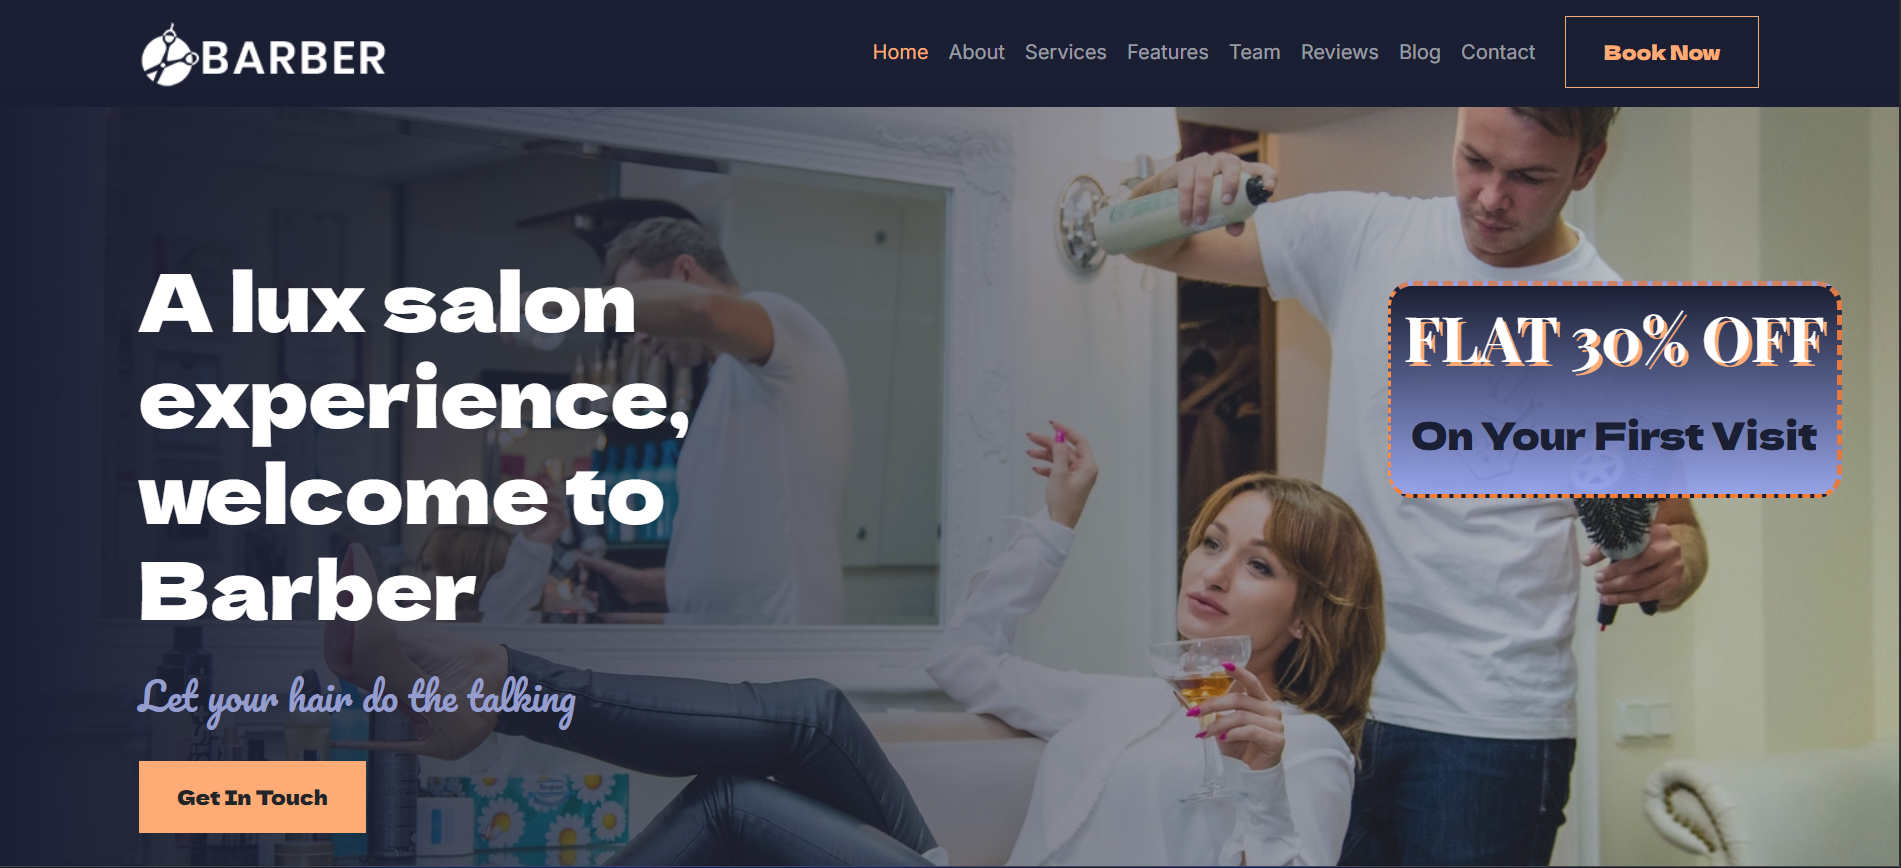 BARBER
Home About Services Features Team Reviews Blog Contact Book Now
A lux salon
experience,
welcome to
Barber
Let your hair do the talking
Get In Touch
FLAT 30% OFF
On Your First Visit